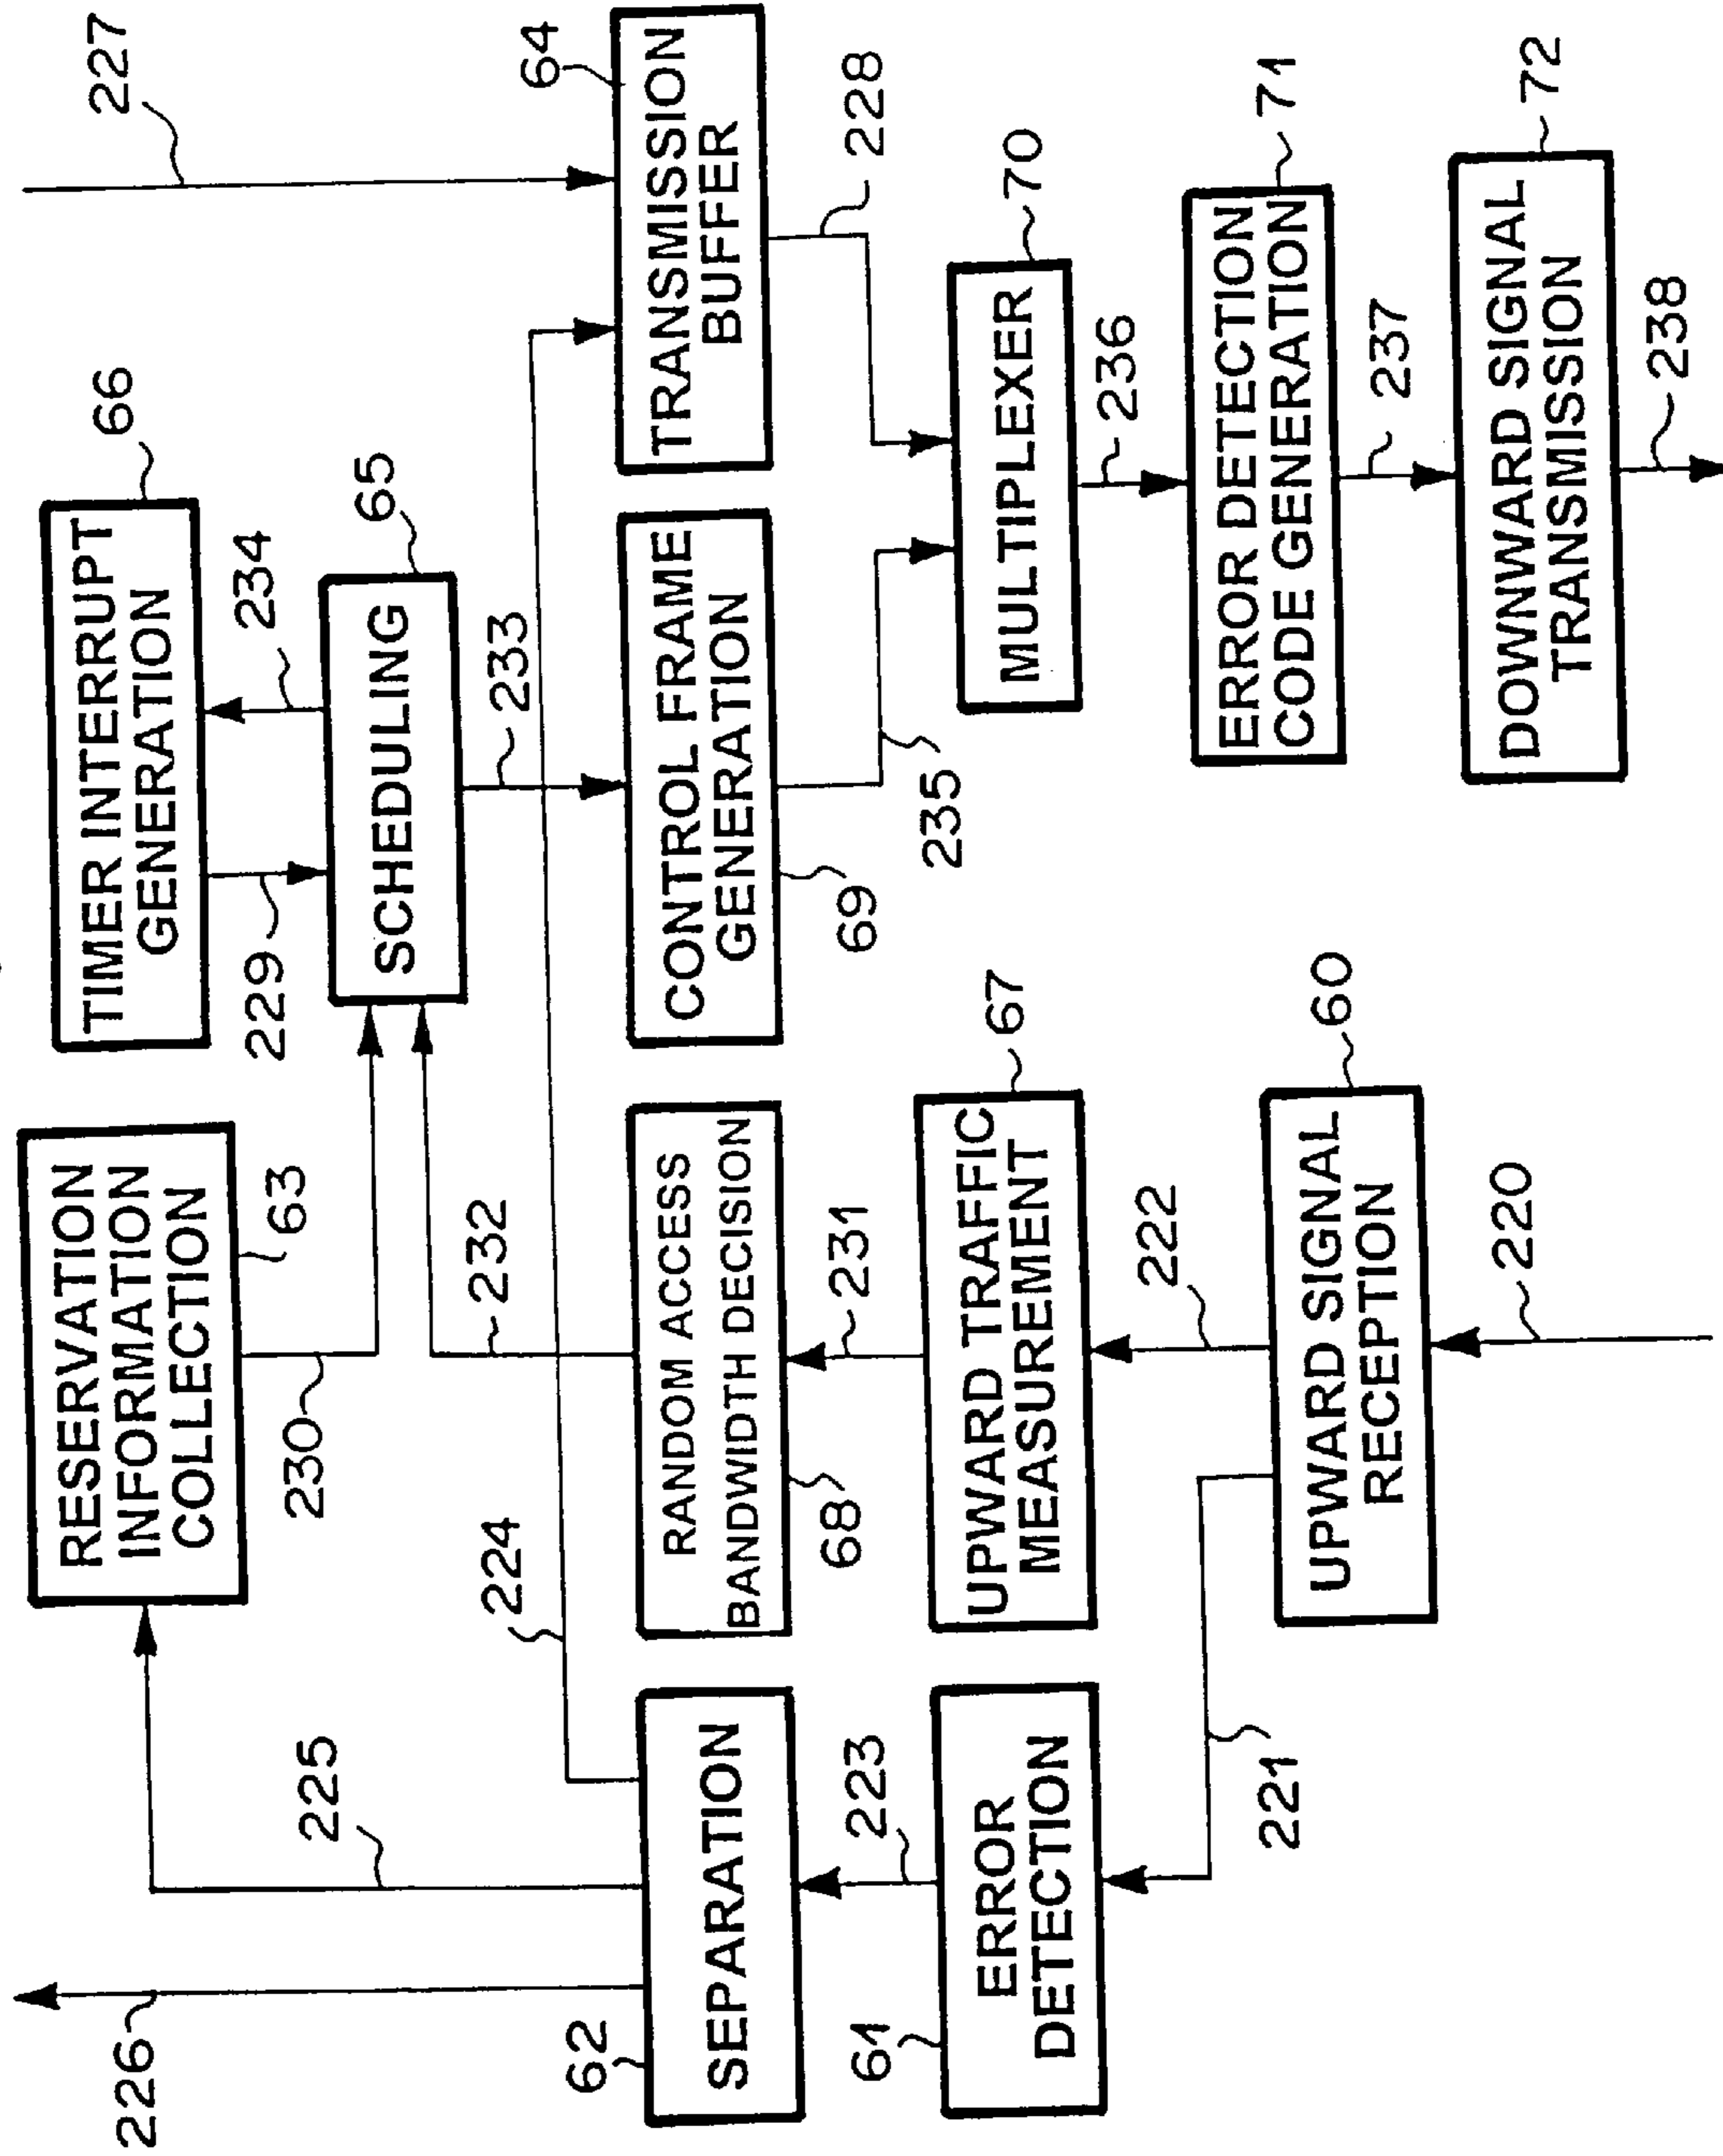 226
225
RESERVATION
INFORMATION
COLLECTION
63
230
TIMER INTERRUPT
GENERATION
66
229
234
SCHEDULING
65
227
64
TRANSMISSION
BUFFER
228
224
232
233
62
SEPARATION
RANDOM ACCESS
BANDWIDTH DECISION
68
CONTROL FRAME
GENERATION
69
235
223
231
61
ERROR
DETECTION
UPWARD TRAFFIC
MEASUREMENT
67
MULTIPLEXER
70
236
221
222
UPWARD SIGNAL
RECEPTION
60
220
ERROR DETECTION
CODE GENERATION
71
237
DOWNWARD SIGNAL
TRANSMISSION
72
238